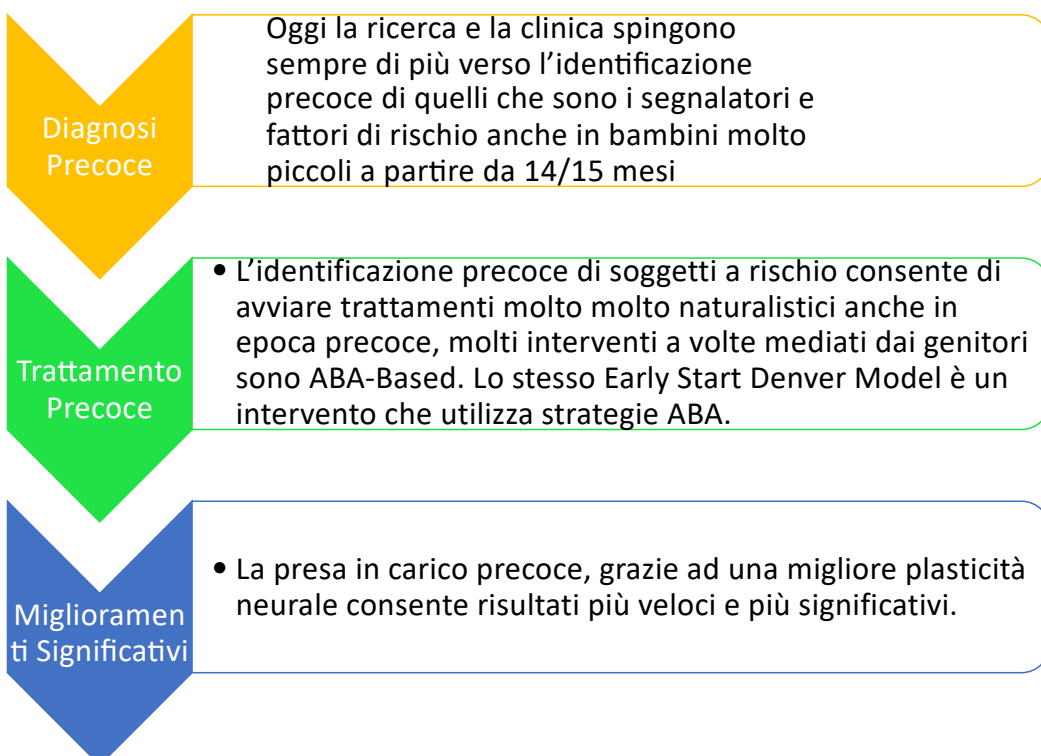 Diagnosi
Precoce
Oggi la ricerca e la clinica spingono
sempre di più verso l’identificazione
precoce di quelli che sono i segnalatori e
fattori di rischio anche in bambini molto
piccoli a partire da 14/15 mesi
Trattamento
Precoce
• L’identificazione precoce di soggetti a rischio consente di
avviare trattamenti molto molto naturalistici anche in
epoca precoce, molti interventi a volte mediati dai genitori
sono ABA-Based. Lo stesso Early Start Denver Model è un
intervento che utilizza strategie ABA.
Miglioramen
ti Significativi
• La presa in carico precoce, grazie ad una migliore plasticità
neurale consente risultati più veloci e più significativi.